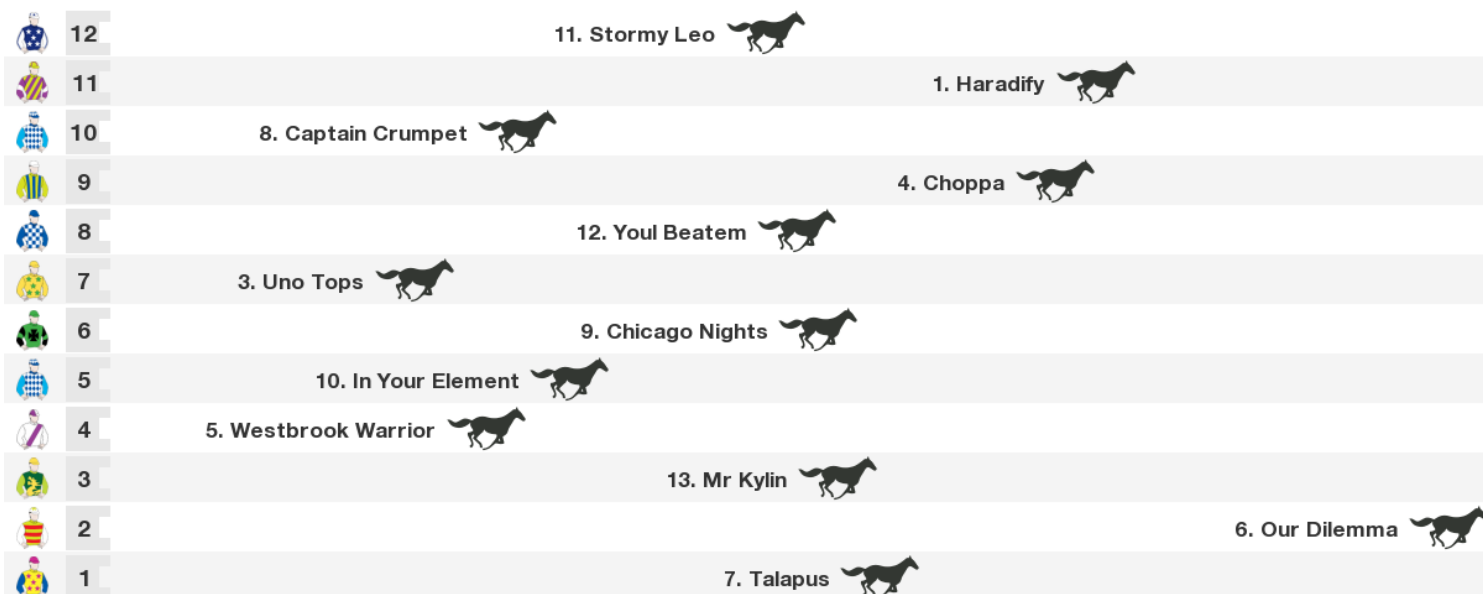 12 11. Stormy Leo
11 1. Haradify
10 8. Captain Crumpet
9 4. Choppa
8 12. Youl Beatem
7 3. Uno Tops
6 9. Chicago Nights
5 10. In Your Element
4 5. Westbrook Warrior
3 13. Mr Kylin
2 6. Our Dilemma
1 7. Talapus